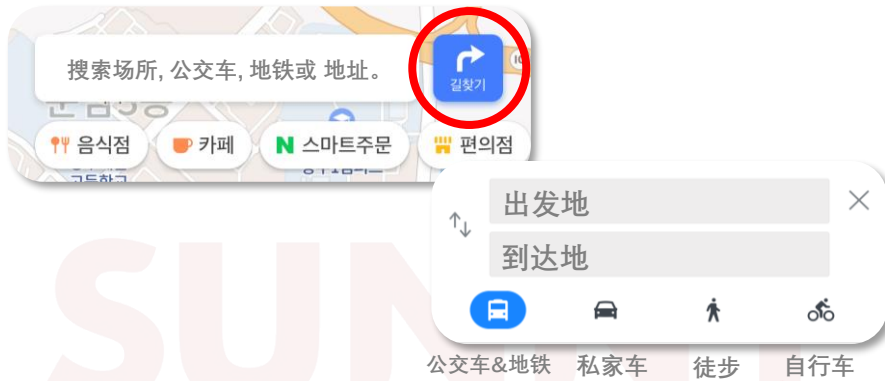 搜索场所, 公交车, 地铁或 地址。
길찾기
음식점
카페
N 스마트주문
편의점
出发地
到达地
公交车&地铁
私家车
徒步
自行车